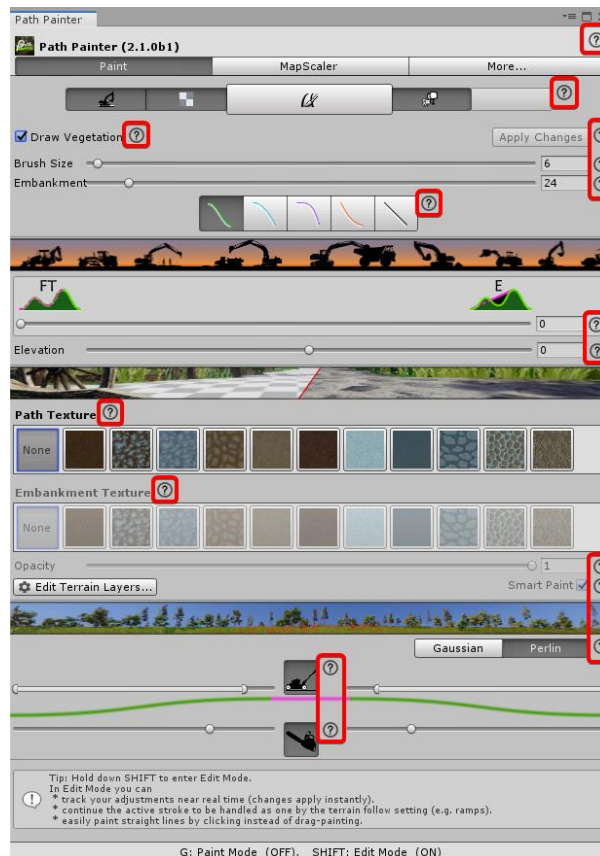 Path Painter
Path Painter (2.1.0b1)
Paint MapScaler More...
Draw Vegetation Apply Changes
Brush Size 6
Embankment 24
FT E
0
Elevation 0
Path Texture
None
Embankment Texture
None
Opacity 1
Edit Terrain Layers... Smart Paint
Gaussian Perlin
Tip: Hold down SHIFT to enter Edit Mode.
In Edit Mode you can
* track your adjustments near real time (changes apply instantly).
* continue the active stroke to be handled as one by the terrain follow setting (e.g. ramps).
* easily paint straight lines by clicking instead of drag-painting.
G: Paint Mode (OFF). SHIFT: Edit Mode (ON)